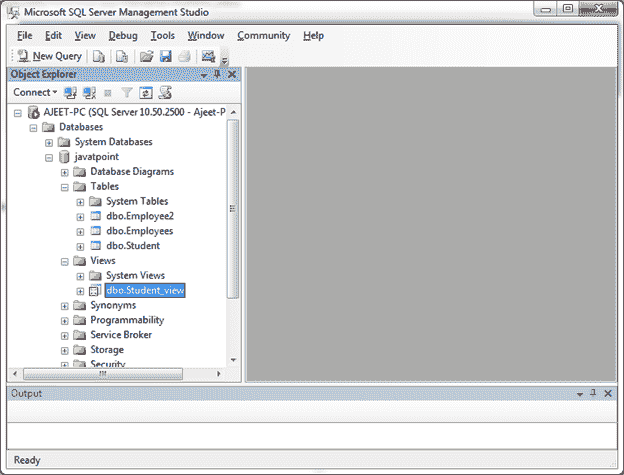 Microsoft SQL Server Management Studio
File Edit View Debug Tools Window Community Help
New Query
Object Explorer
Connect
AJEET-PC (SQL Server 10.50.2500 - Ajeet-P
Databases
System Databases
javatpoint
Database Diagrams
Tables
System Tables
dbo.Employee2
dbo.Employees
dbo.Student
Views
System Views
dbo.Student_view
Synonyms
Programmability
Service Broker
Storage
Security
Output
Ready